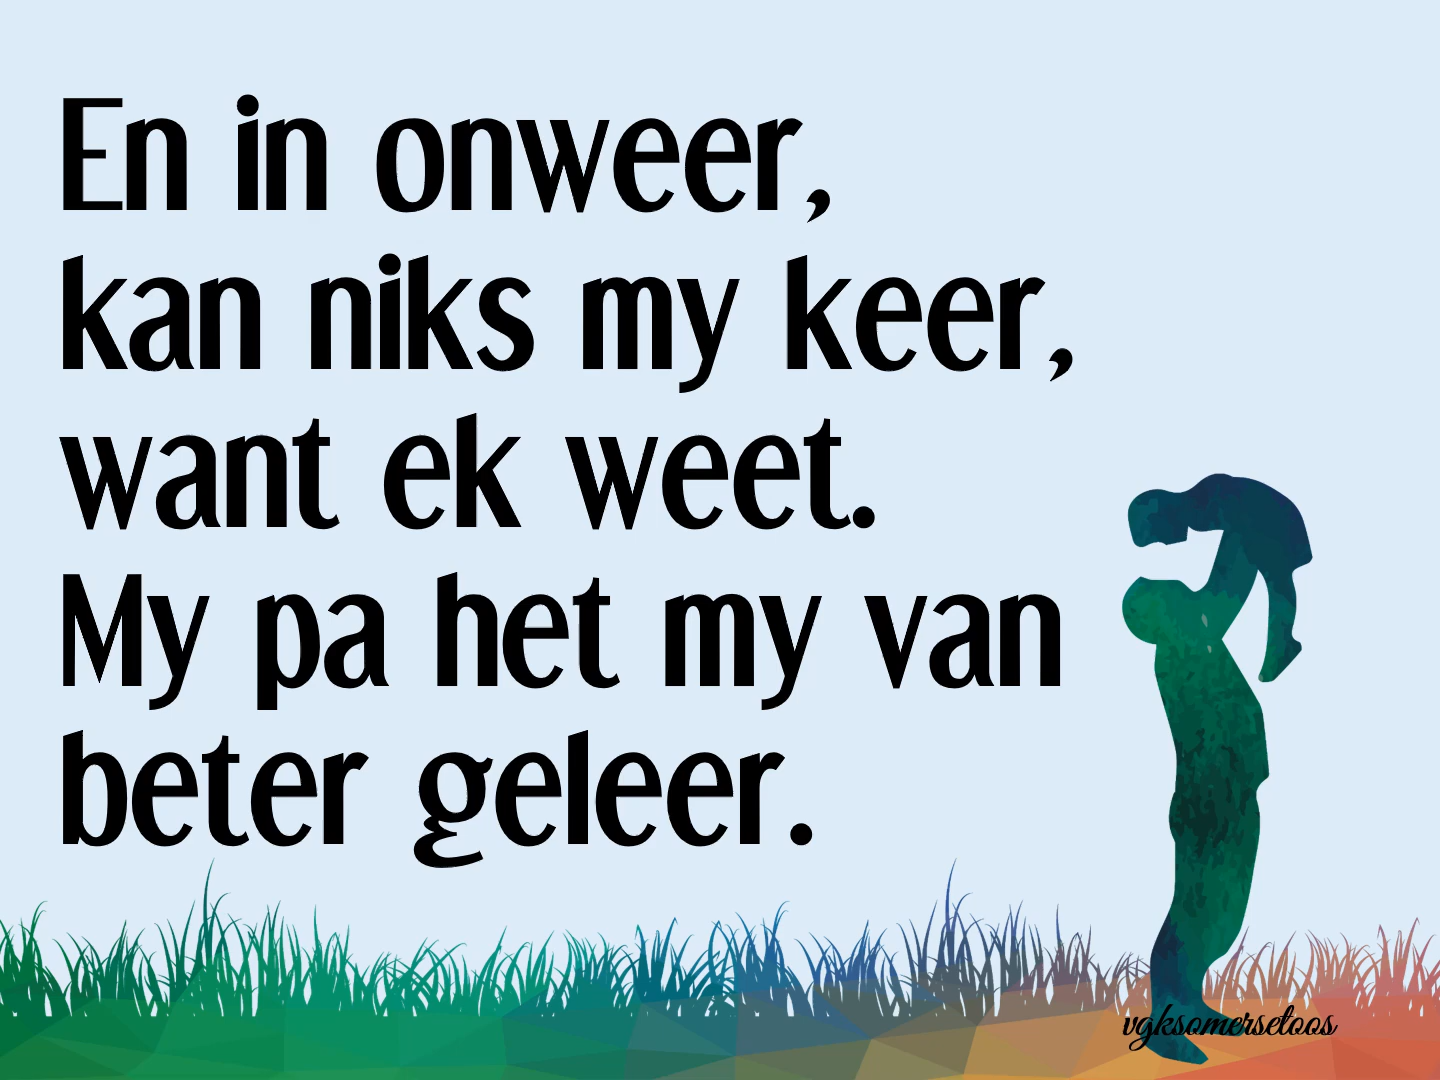 En in onweer,
kan niks my keer,
want ek weet.
My pa het my van
beter geleer.
vgksomersetoos